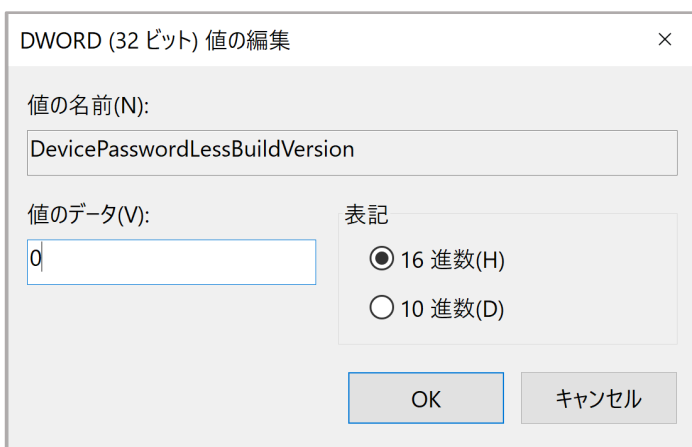 DWORD (32 ビット) 値の編集
値の名前(N):
DevicePasswordLessBuildVersion
値のデータ(V):
0
表記
16 進数(H)
10 進数(D)
OK
キャンセル